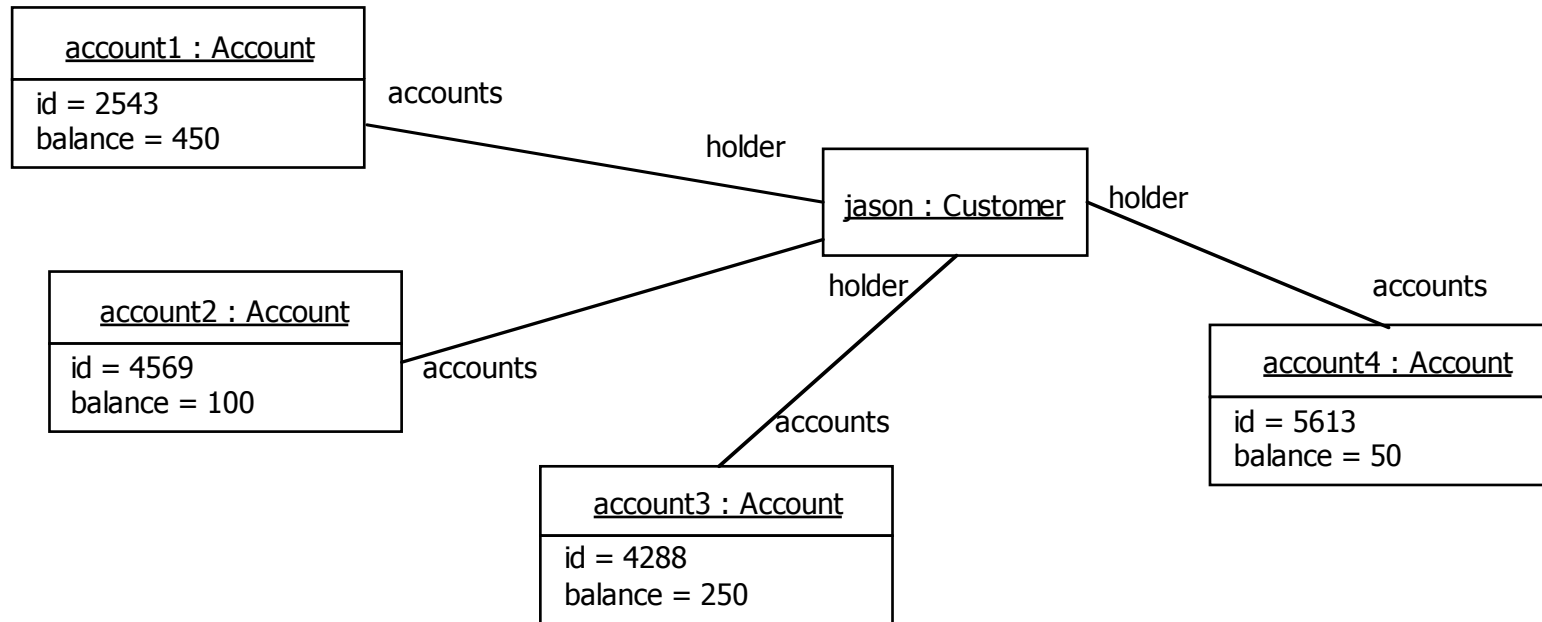 account1 : Account
id = 2543
balance = 450
accounts
holder
jason : Customer
holder
holder
accounts
account2 : Account
id = 4569
balance = 100
accounts
account4 : Account
id = 5613
balance = 50
accounts
account3 : Account
id = 4288
balance = 250